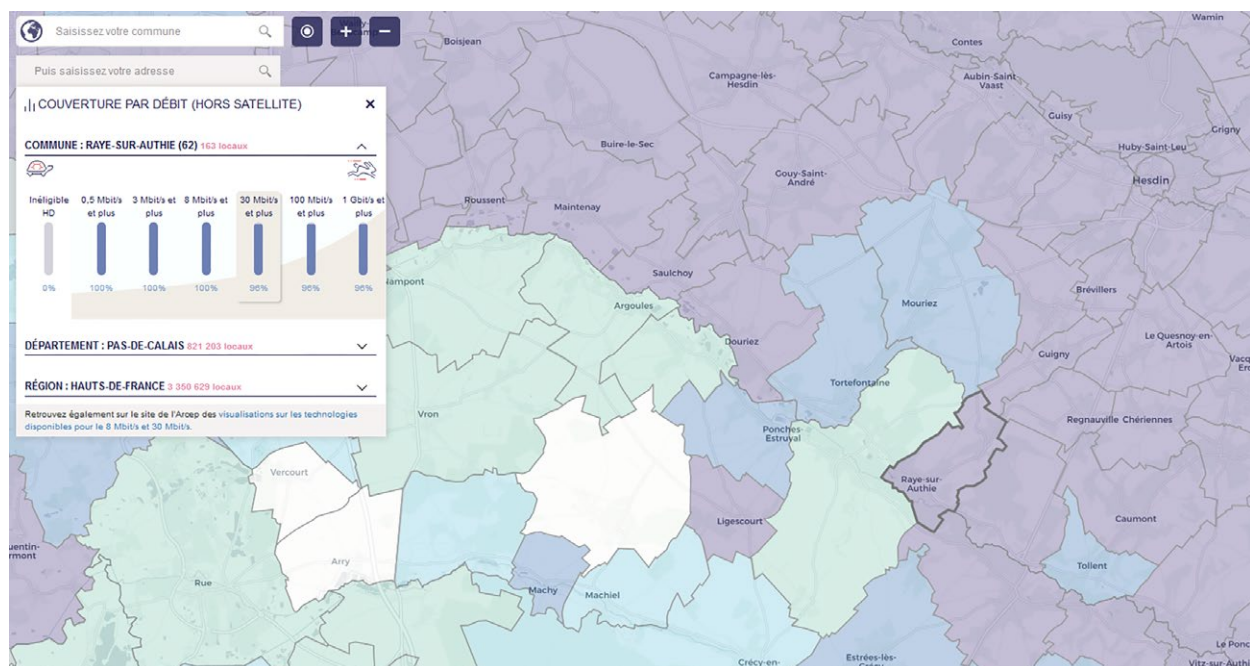 Saisissez votre commune
Puis saisissez votre adresse
COUVERTURE PAR DÉBIT (HORS SATELLITE)
COMMUNE : RAYE-SUR-AUTHIE (62) 163 locaux
Inéligible HD
0,5 Mbit/s et plus
3 Mbit/s et plus
8 Mbit/s et plus
30 Mbit/s et plus
100 Mbit/s et plus
1 Gbit/s et plus
0%
100%
100%
100%
96%
96%
96%
DÉPARTEMENT : PAS-DE-CALAIS 821 203 locaux
RÉGION : HAUTS-DE-FRANCE 3 350 629 locaux
Retrouvez également sur le site de l'Arcep des visualisations sur les technologies
disponibles pour le 8 Mbit/s et 30 Mbit/s.
Boisjean
Warnin
Contes
Campagne-lès-
Hesdin
Aubin-Saint
Vaast
Guisy
Grigny
Buire-le-Sec
Huby-Saint-Leu
Gouy-Saint-
André
Hesdin
Roussent
Maintenay
Saulchoy
Nampont
Argoules
Mouriez
Brévillers
Douriez
Le Quesnoy-en-
Artois
Guigny
Tortefontaine
Vron
Ponches-
Estruval
Regnauville
Chériennes
Vercourt
Raye-sur-
Authie
Ligescourt
Caumont
Arry
Tollent
Rue
Machy
Machiel
Crécy-en-
Estrées-lès-
Le Ponc
Vitz-sur-Authie